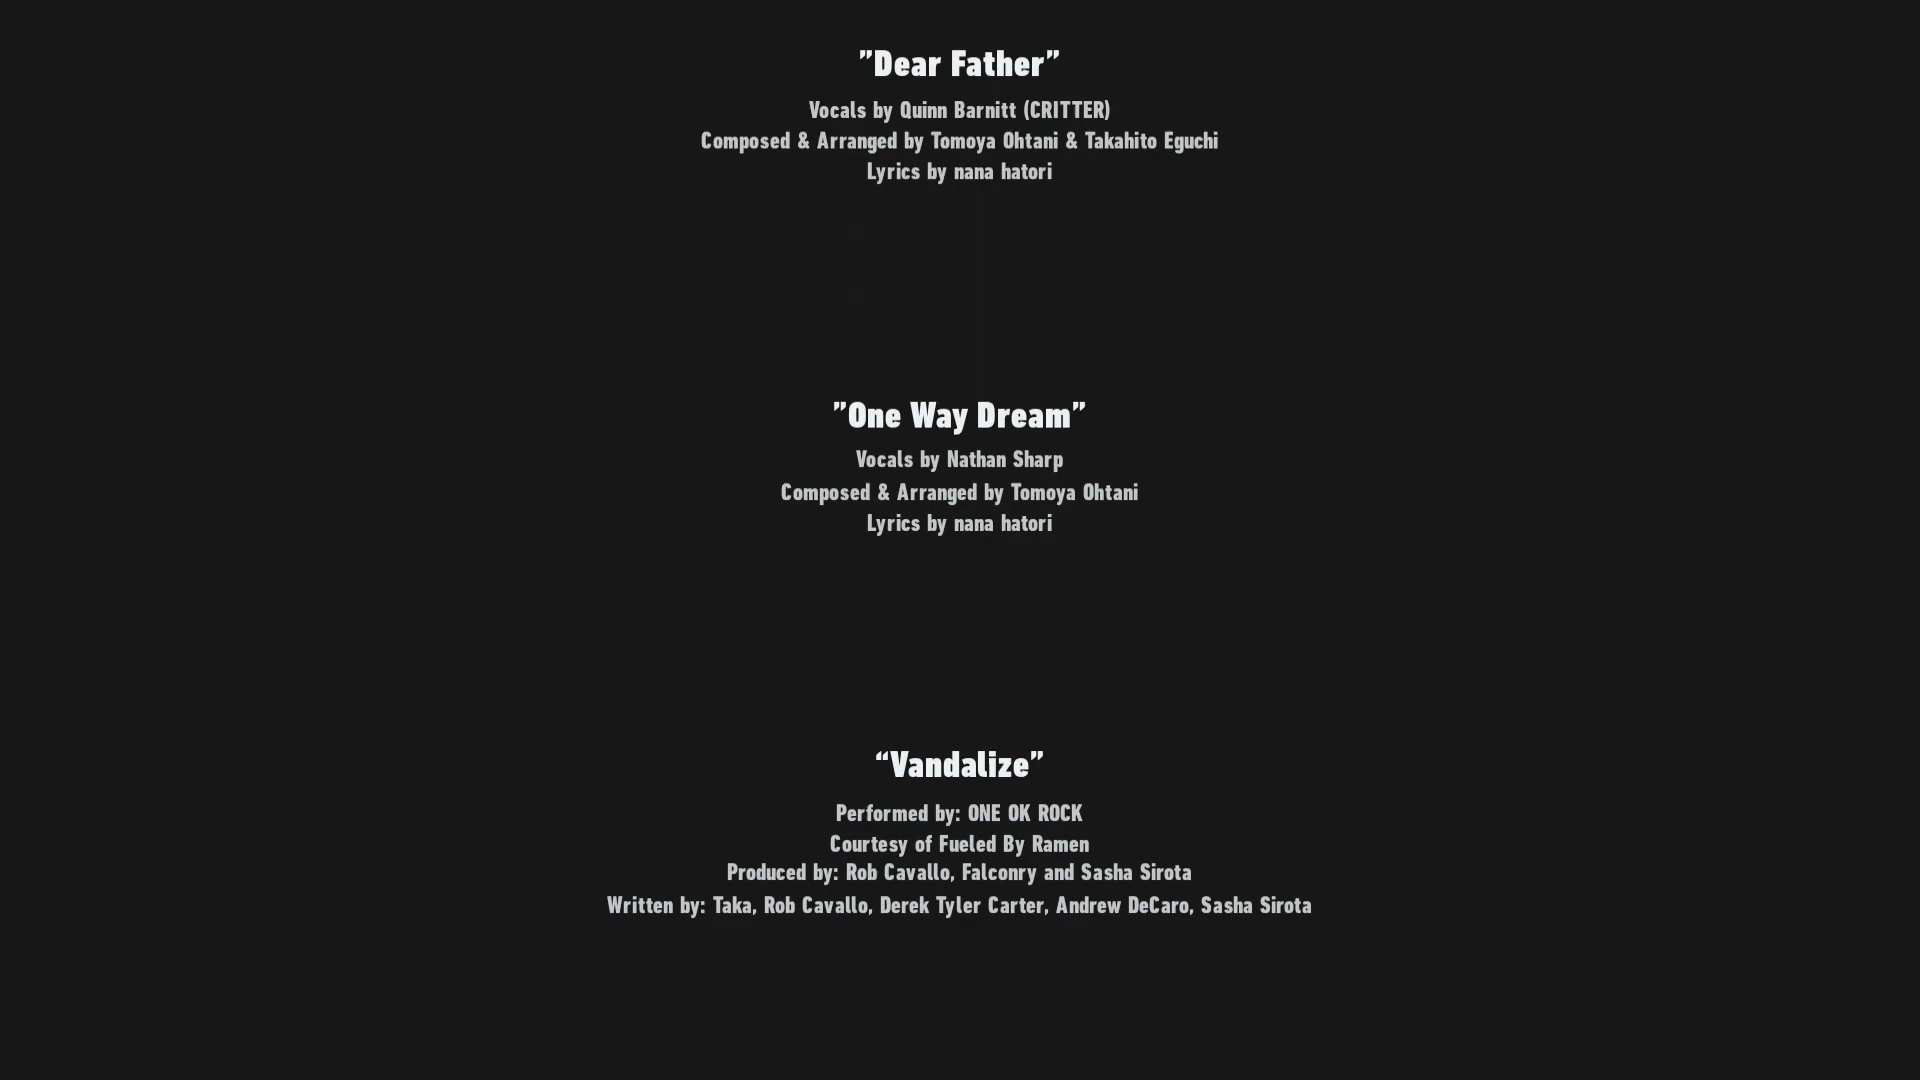 ”Dear Father”
Vocals by Quinn Barnitt (CRITTER)
Composed & Arranged by Tomoya Ohtani & Takahito Eguchi
Lyrics by nana hatori
”One Way Dream”
Vocals by Nathan Sharp
Composed & Arranged by Tomoya Ohtani
Lyrics by nana hatori
“Vandalize”
Performed by: ONE OK ROCK
Courtesy of Fueled By Ramen
Produced by: Rob Cavallo, Falconry and Sasha Sirota
Written by: Taka, Rob Cavallo, Derek Tyler Carter, Andrew DeCaro, Sasha Sirota